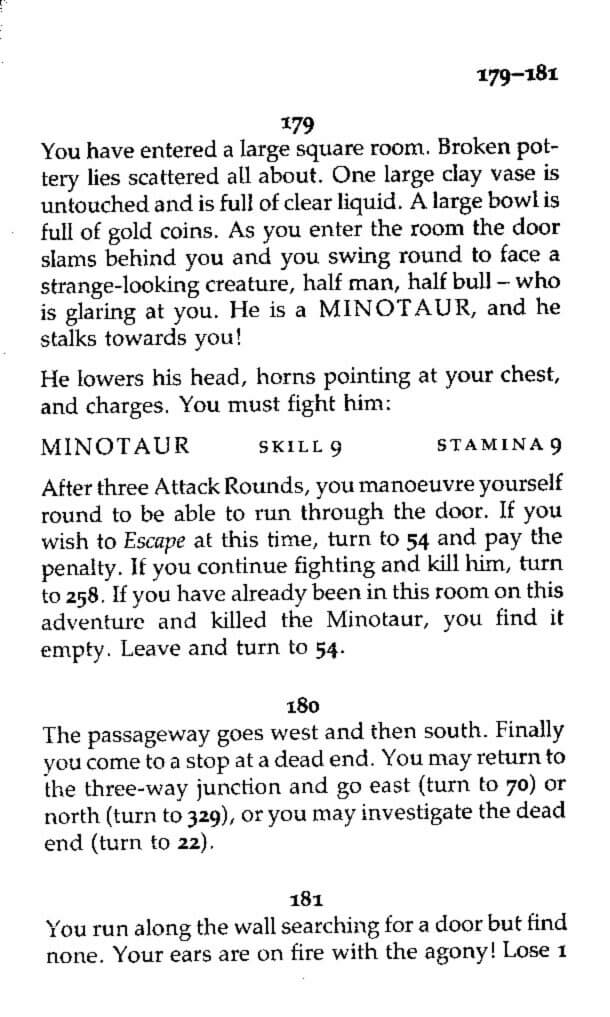 179–181
179
You have entered a large square room. Broken pot-
tery lies scattered all about. One large clay vase is
untouched and is full of clear liquid. A large bowl is
full of gold coins. As you enter the room the door
slams behind you and you swing round to face a
strange-looking creature, half man, half bull – who
is glaring at you. He is a MINOTAUR, and he
stalks towards you!
He lowers his head, horns pointing at your chest,
and charges. You must fight him:
MINOTAUR SKILL 9 STAMINA 9
After three Attack Rounds, you manoeuvre yourself
round to be able to run through the door. If you
wish to Escape at this time, turn to 54 and pay the
penalty. If you continue fighting and kill him, turn
to 258. If you have already been in this room on this
adventure and killed the Minotaur, you find it
empty. Leave and turn to 54.
180
The passageway goes west and then south. Finally
you come to a stop at a dead end. You may return to
the three-way junction and go east (turn to 70) or
north (turn to 329), or you may investigate the dead
end (turn to 22).
181
You run along the wall searching for a door but find
none. Your ears are on fire with the agony! Lose 1